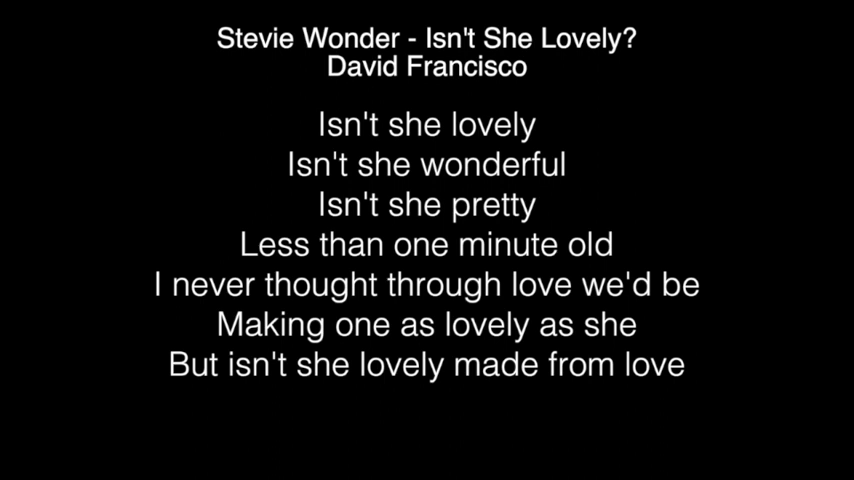 Stevie Wonder - Isn't She Lovely?
David Francisco
Isn't she lovely
Isn't she wonderful
Isn't she pretty
Less than one minute old
I never thought through love we'd be
Making one as lovely as she
But isn't she lovely made from love